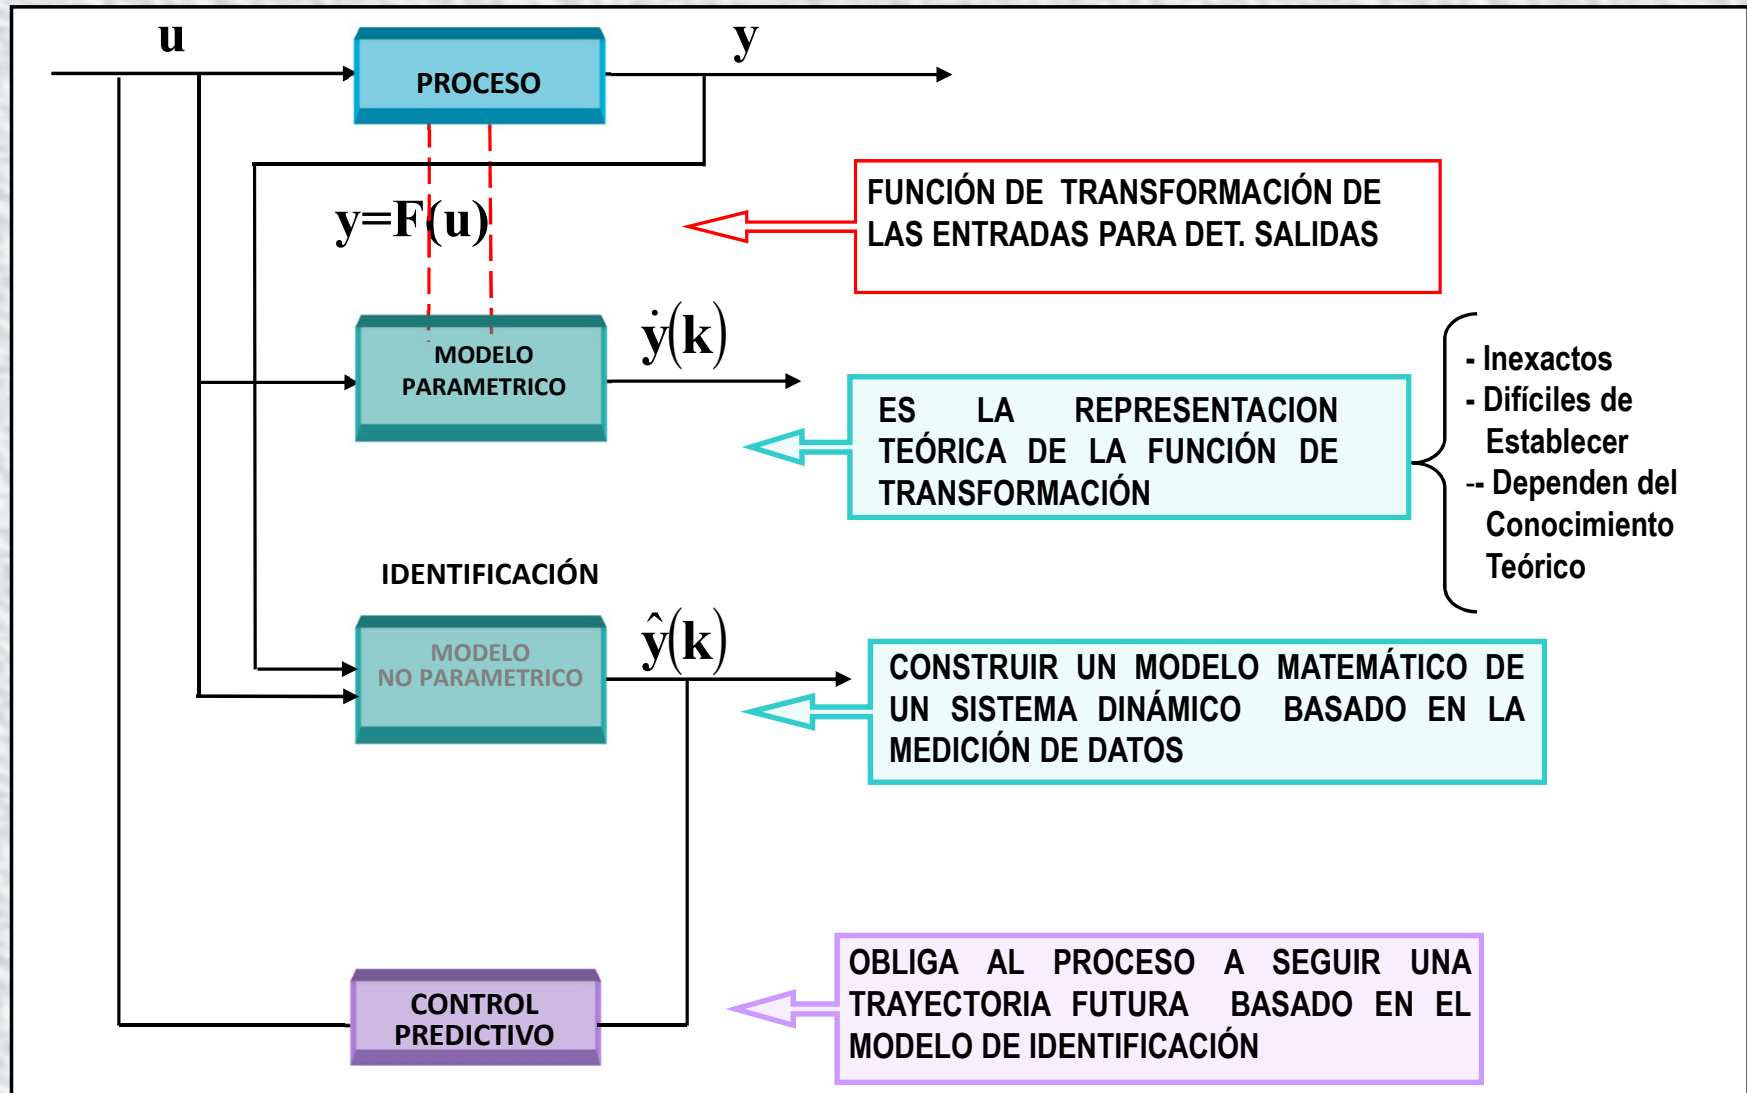 u
y
PROCESO
y=F(u)
FUNCIÓN DE TRANSFORMACIÓN DE
LAS ENTRADAS PARA DET. SALIDAS
MODELO
PARAMETRICO
ẏ(k)
ES LA REPRESENTACION
TEÓRICA DE LA FUNCIÓN DE
TRANSFORMACIÓN
- Inexactos
- Difíciles de
Establecer
-- Dependen del
Conocimiento
Teórico
IDENTIFICACIÓN
MODELO
NO PARAMETRICO
ŷ(k)
CONSTRUIR UN MODELO MATEMÁTICO DE
UN SISTEMA DINÁMICO BASADO EN LA
MEDICIÓN DE DATOS
CONTROL
PREDICTIVO
OBLIGA AL PROCESO A SEGUIR UNA
TRAYECTORIA FUTURA BASADO EN EL
MODELO DE IDENTIFICACIÓN